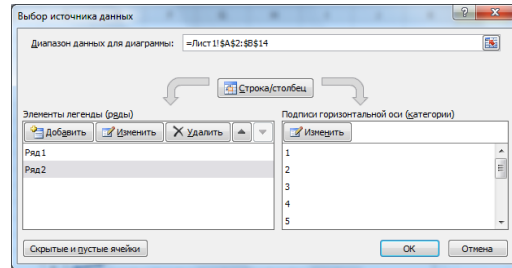 Выбор источника данных
Диапазон данных для диаграммы: =Лист1!$A$2:$B$14
Строка/столбец
Элементы легенды (ряды)
Добавить Изменить Удалить
Ряд1
Ряд2
Подписи горизонтальной оси (категории)
Изменить
1
2
3
4
5
Скрытые и пустые ячейки
ОК Отмена